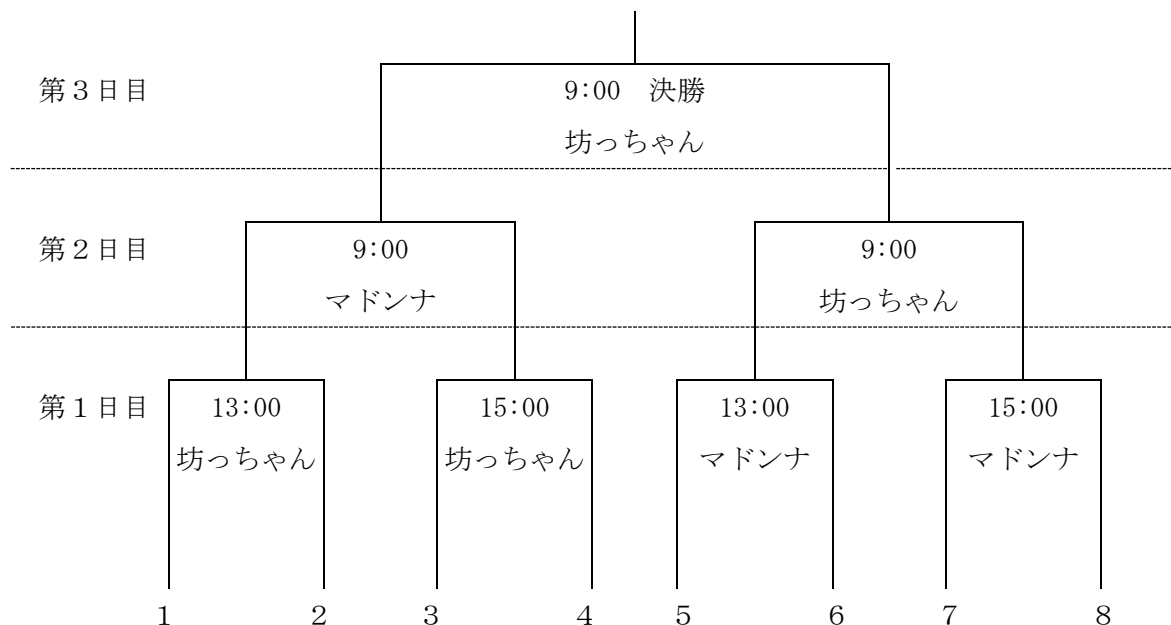 第３日目
9:00　決勝
坊っちゃん
第２日目
9:00
マドンナ
9:00
坊っちゃん
第１日目
13:00
坊っちゃん
15:00
坊っちゃん
13:00
マドンナ
15:00
マドンナ
１ ２ ３ ４ ５ ６ ７ ８